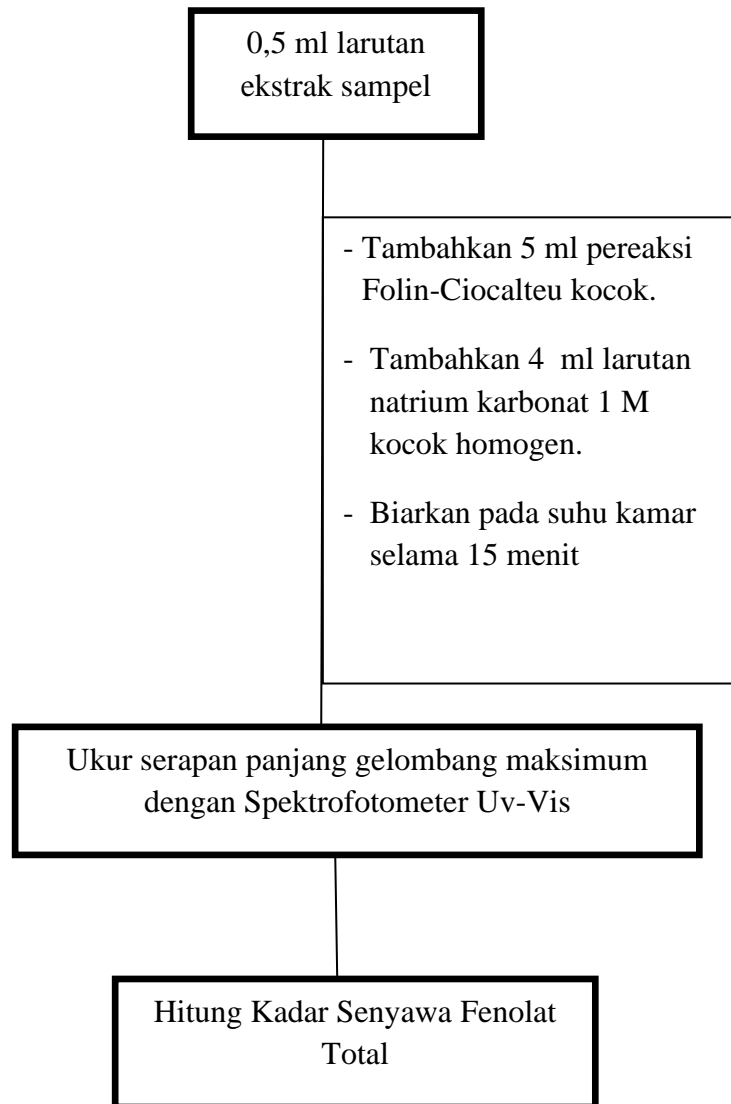 0,5 ml larutan
ekstrak sampel
- Tambahkan 5 ml pereaksi
Folin-Ciocalteu kocok.
- Tambahkan 4 ml larutan
natrium karbonat 1 M
kocok homogen.
- Biarkan pada suhu kamar
selama 15 menit
Ukur serapan panjang gelombang maksimum
dengan Spektrofotometer Uv-Vis
Hitung Kadar Senyawa Fenolat
Total